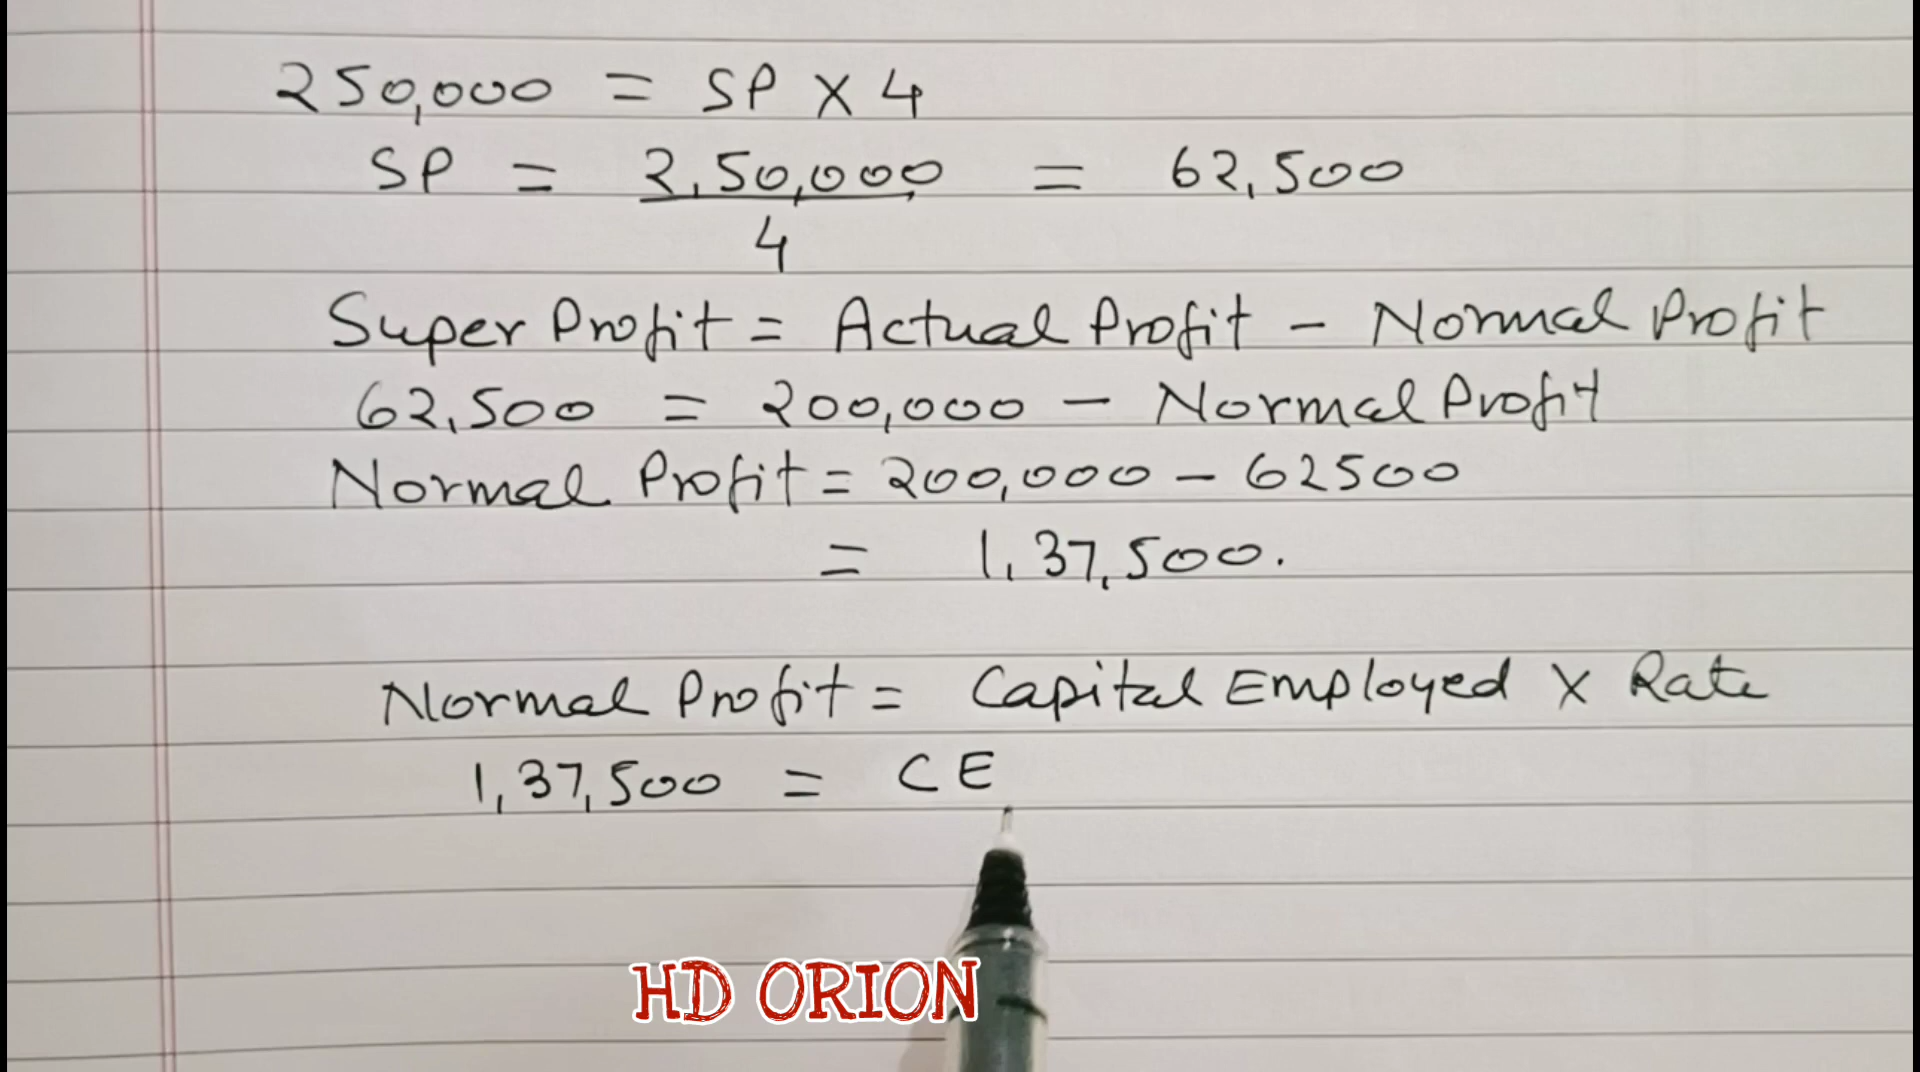 250,000 = SP X 4
SP = 2,50,000 = 62,500
4
Super Profit = Actual Profit - Normal Profit
62,500 = 200,000 - Normal Profit
Normal Profit = 200,000 - 62500
= 1,37,500.
Normal Profit = Capital Employed X Rate
1,37,500 = CE
HD ORION